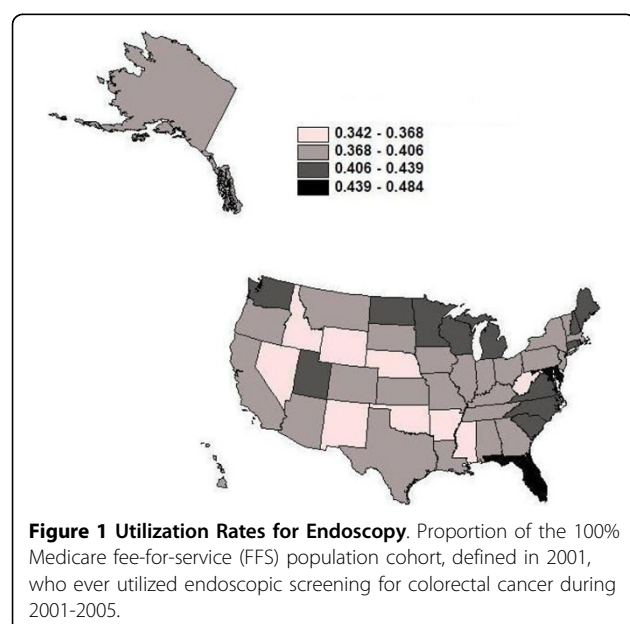 0.342 - 0.368
0.368 - 0.406
0.406 - 0.439
0.439 - 0.484
Figure 1 Utilization Rates for Endoscopy. Proportion of the 100%
Medicare fee-for-service (FFS) population cohort, defined in 2001,
who ever utilized endoscopic screening for colorectal cancer during
2001-2005.